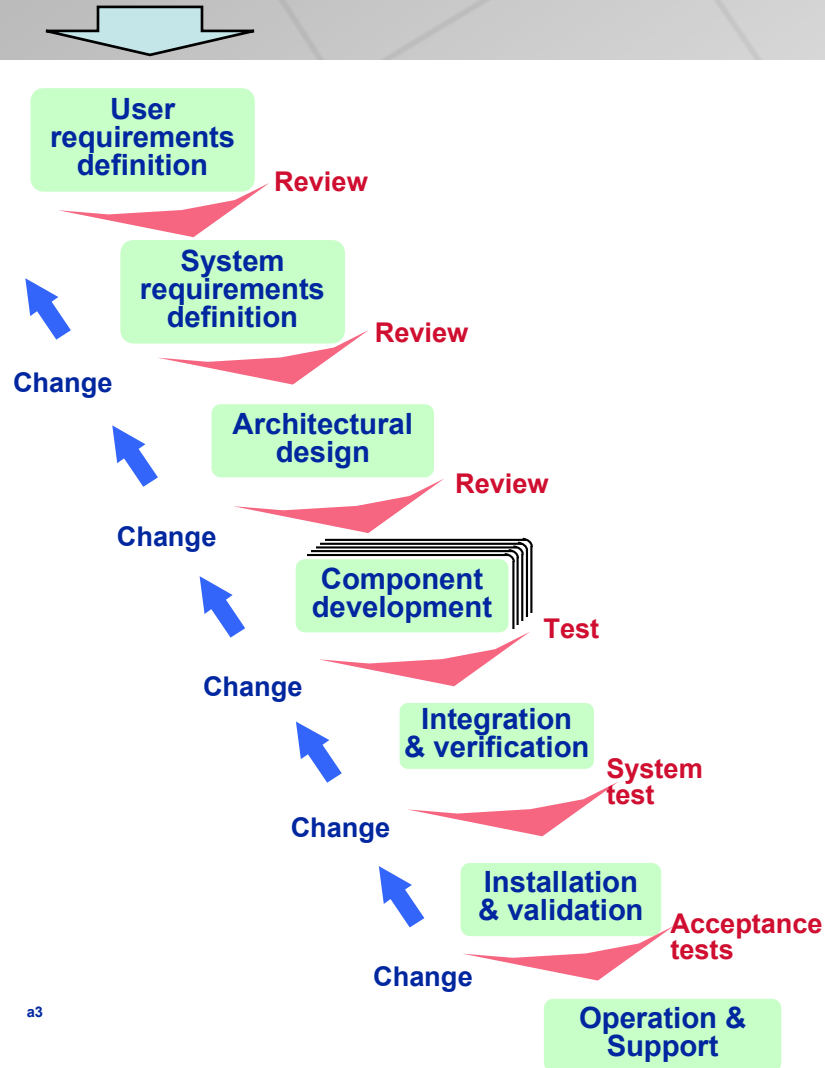 User
requirements
definition
Review
System
requirements
definition
Review
Change
Architectural
design
Review
Change
Component
development
Test
Change
Integration
& verification
System
test
Change
Installation
& validation
Acceptance
tests
Change
a3
Operation &
Support